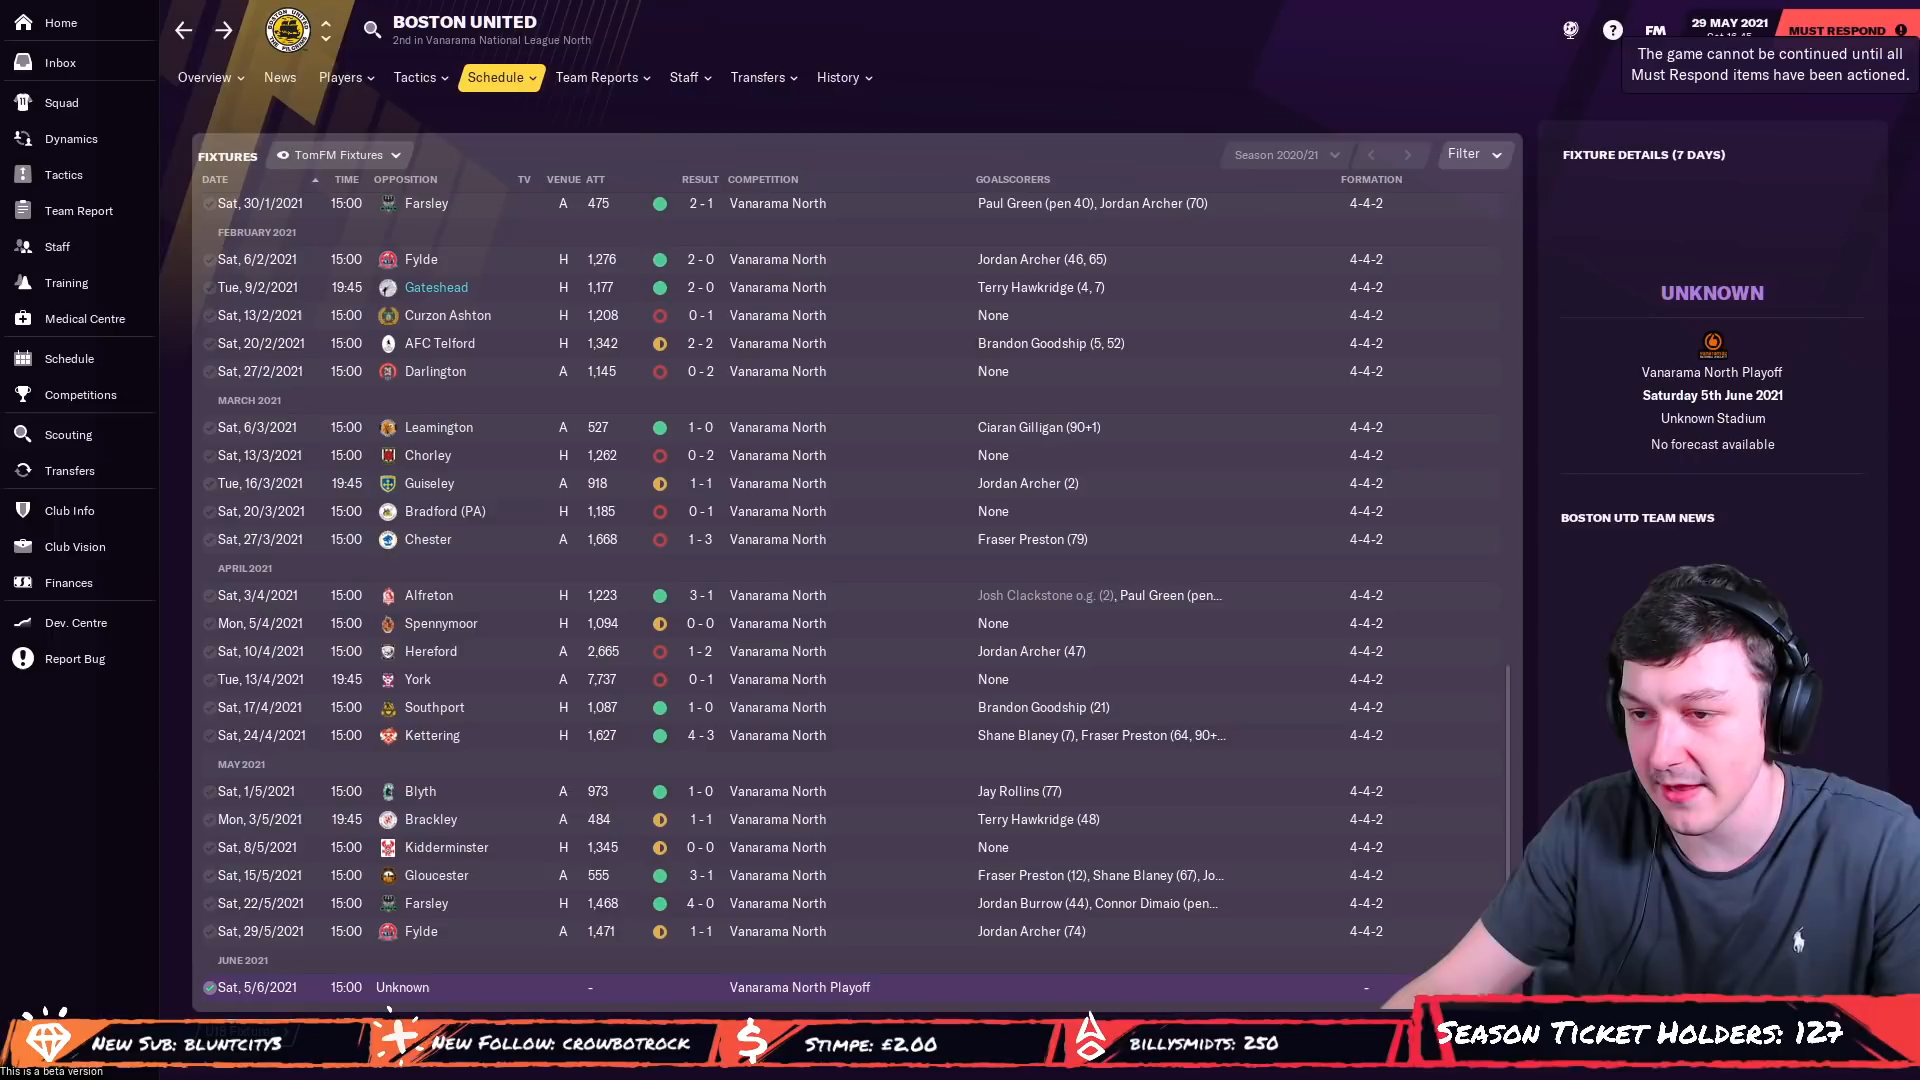 Home
Inbox
Squad
Dynamics
Tactics
Team Report
Staff
Training
Medical Centre
Schedule
Competitions
Scouting
Transfers
Club Info
Club Vision
Finances
Dev. Centre
Report Bug
BOSTON UNITED
2nd in Vanarama National League North
FM
29 MAY 2021
MUST RESPOND
The game cannot be continued until all
Must Respond items have been actioned.
Overview News Players Tactics Schedule Team Reports Staff Transfers History
FIXTURES TomFM Fixtures Season 2020/21 Filter
DATE TIME OPPOSITION TV VENUE ATT RESULT COMPETITION GOALSCORERS FORMATION
Sat, 30/1/2021 15:00 Farsley A 475 2 - 1 Vanarama North Paul Green (pen 40), Jordan Archer (70) 4-4-2
FEBRUARY 2021
Sat, 6/2/2021 15:00 Fylde H 1,276 2 - 0 Vanarama North Jordan Archer (46, 65) 4-4-2
Tue, 9/2/2021 19:45 Gateshead H 1,177 2 - 0 Vanarama North Terry Hawkridge (4, 7) 4-4-2
Sat, 13/2/2021 15:00 Curzon Ashton H 1,208 0 - 1 Vanarama North None 4-4-2
Sat, 20/2/2021 15:00 AFC Telford H 1,342 2 - 2 Vanarama North Brandon Goodship (5, 52) 4-4-2
Sat, 27/2/2021 15:00 Darlington A 1,145 0 - 2 Vanarama North None 4-4-2
MARCH 2021
Sat, 6/3/2021 15:00 Leamington A 527 1 - 0 Vanarama North Ciaran Gilligan (90+1) 4-4-2
Sat, 13/3/2021 15:00 Chorley H 1,262 0 - 2 Vanarama North None 4-4-2
Tue, 16/3/2021 19:45 Guiseley A 918 1 - 1 Vanarama North Jordan Archer (2) 4-4-2
Sat, 20/3/2021 15:00 Bradford (PA) H 1,185 0 - 1 Vanarama North None 4-4-2
Sat, 27/3/2021 15:00 Chester A 1,668 1 - 3 Vanarama North Fraser Preston (79) 4-4-2
APRIL 2021
Sat, 3/4/2021 15:00 Alfreton H 1,223 3 - 1 Vanarama North Josh Clackstone o.g. (2), Paul Green (pen... 4-4-2
Mon, 5/4/2021 15:00 Spennymoor H 1,094 0 - 0 Vanarama North None 4-4-2
Sat, 10/4/2021 15:00 Hereford A 2,665 1 - 2 Vanarama North Jordan Archer (47) 4-4-2
Tue, 13/4/2021 19:45 York A 7,737 0 - 1 Vanarama North None 4-4-2
Sat, 17/4/2021 15:00 Southport H 1,087 1 - 0 Vanarama North Brandon Goodship (21) 4-4-2
Sat, 24/4/2021 15:00 Kettering H 1,627 4 - 3 Vanarama North Shane Blaney (7), Fraser Preston (64, 90+... 4-4-2
MAY 2021
Sat, 1/5/2021 15:00 Blyth A 973 1 - 0 Vanarama North Jay Rollins (77) 4-4-2
Mon, 3/5/2021 19:45 Brackley A 484 1 - 1 Vanarama North Terry Hawkridge (48) 4-4-2
Sat, 8/5/2021 15:00 Kidderminster H 1,345 0 - 0 Vanarama North None 4-4-2
Sat, 15/5/2021 15:00 Gloucester A 555 3 - 1 Vanarama North Fraser Preston (12), Shane Blaney (67), Jo... 4-4-2
Sat, 22/5/2021 15:00 Farsley H 1,468 4 - 0 Vanarama North Jordan Burrow (44), Connor Dimaio (pen... 4-4-2
Sat, 29/5/2021 15:00 Fylde A 1,471 1 - 1 Vanarama North Jordan Archer (74) 4-4-2
JUNE 2021
Sat, 5/6/2021 15:00 Unknown - Vanarama North Playoff -
FIXTURE DETAILS (7 DAYS)
UNKNOWN
Vanarama North Playoff
Saturday 5th June 2021
Unknown Stadium
No forecast available
BOSTON UTD TEAM NEWS
New Sub: bluntcity3
New Follow: crowbotrock
Stimpe: £2.00
billysmidts: 250
Season Ticket Holders: 127
This is a beta version